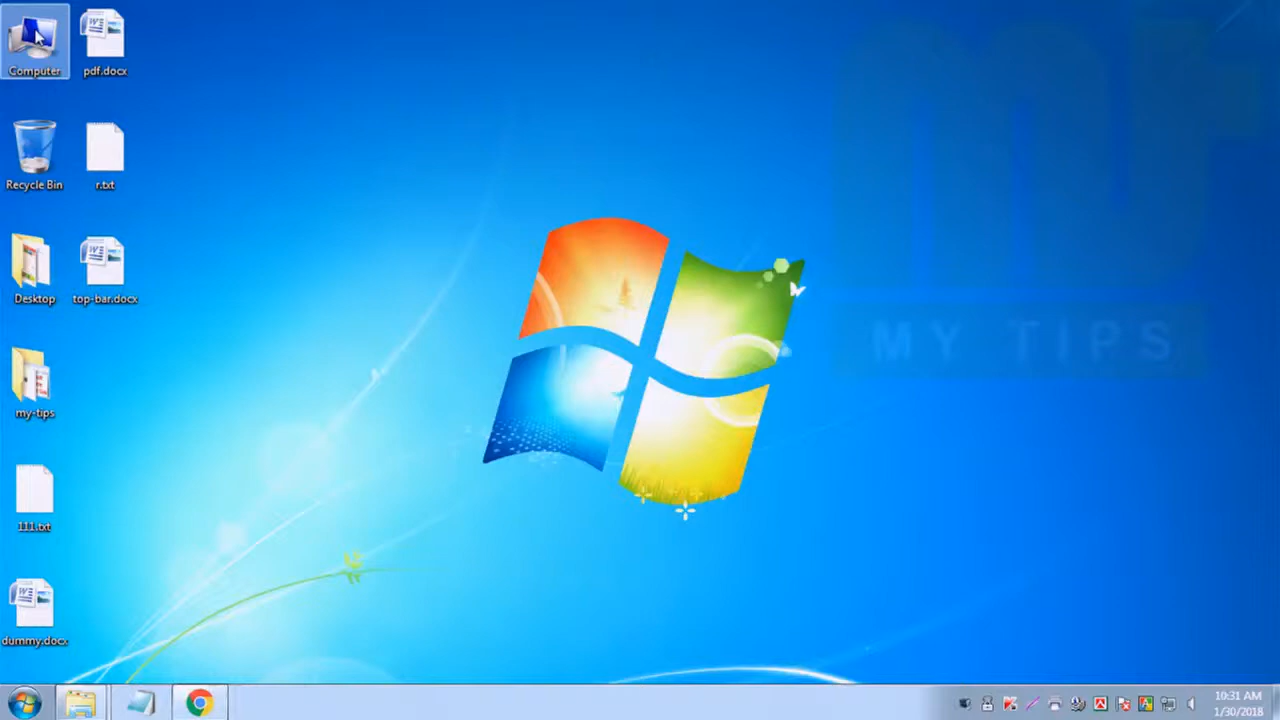 Computer
pdf.docx
Recycle Bin
r.txt
Desktop
top-bar.docx
my-tips
111.txt
dummy.docx
MY TIPS
10:31 AM
1/30/2018